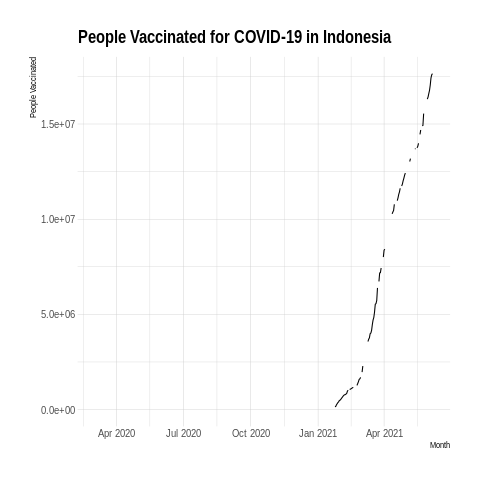 People Vaccinated for COVID-19 in Indonesia
People Vaccinated
1.5e+07
1.0e+07
5.0e+06
0.0e+00
Apr 2020 Jul 2020 Oct 2020 Jan 2021 Apr 2021
Month